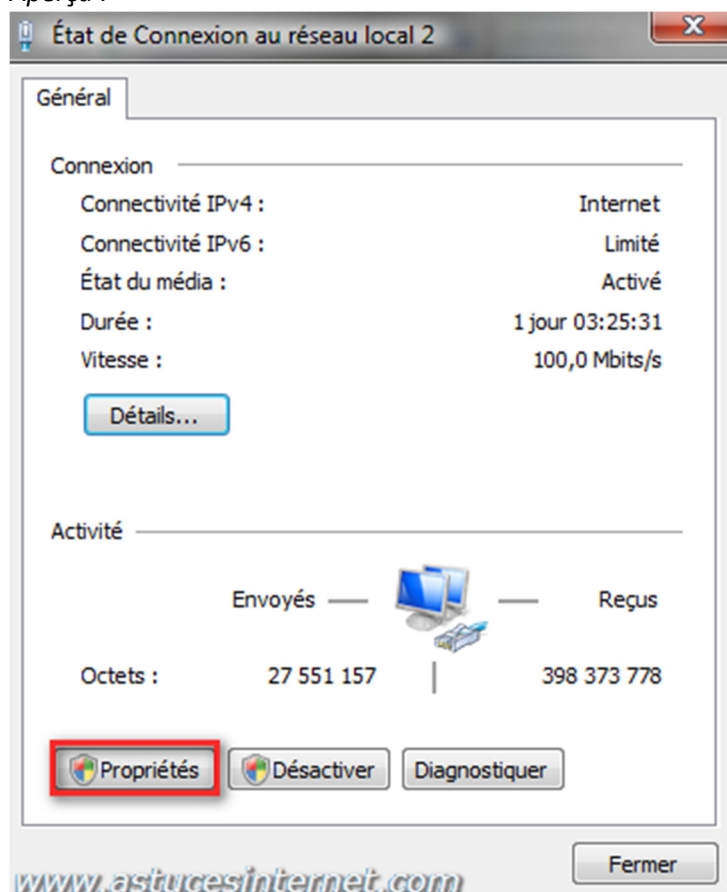 Aperçu :
État de Connexion au réseau local 2
Général
Connexion
Connectivité IPv4 : Internet
Connectivité IPv6 : Limité
État du média : Activé
Durée : 1 jour 03:25:31
Vitesse : 100,0 Mbits/s
Détails...
Activité
Envoyés Reçus
Octets : 27 551 157 398 373 778
Propriétés Désactiver Diagnostiquer
Fermer
www.astucesinternet.com